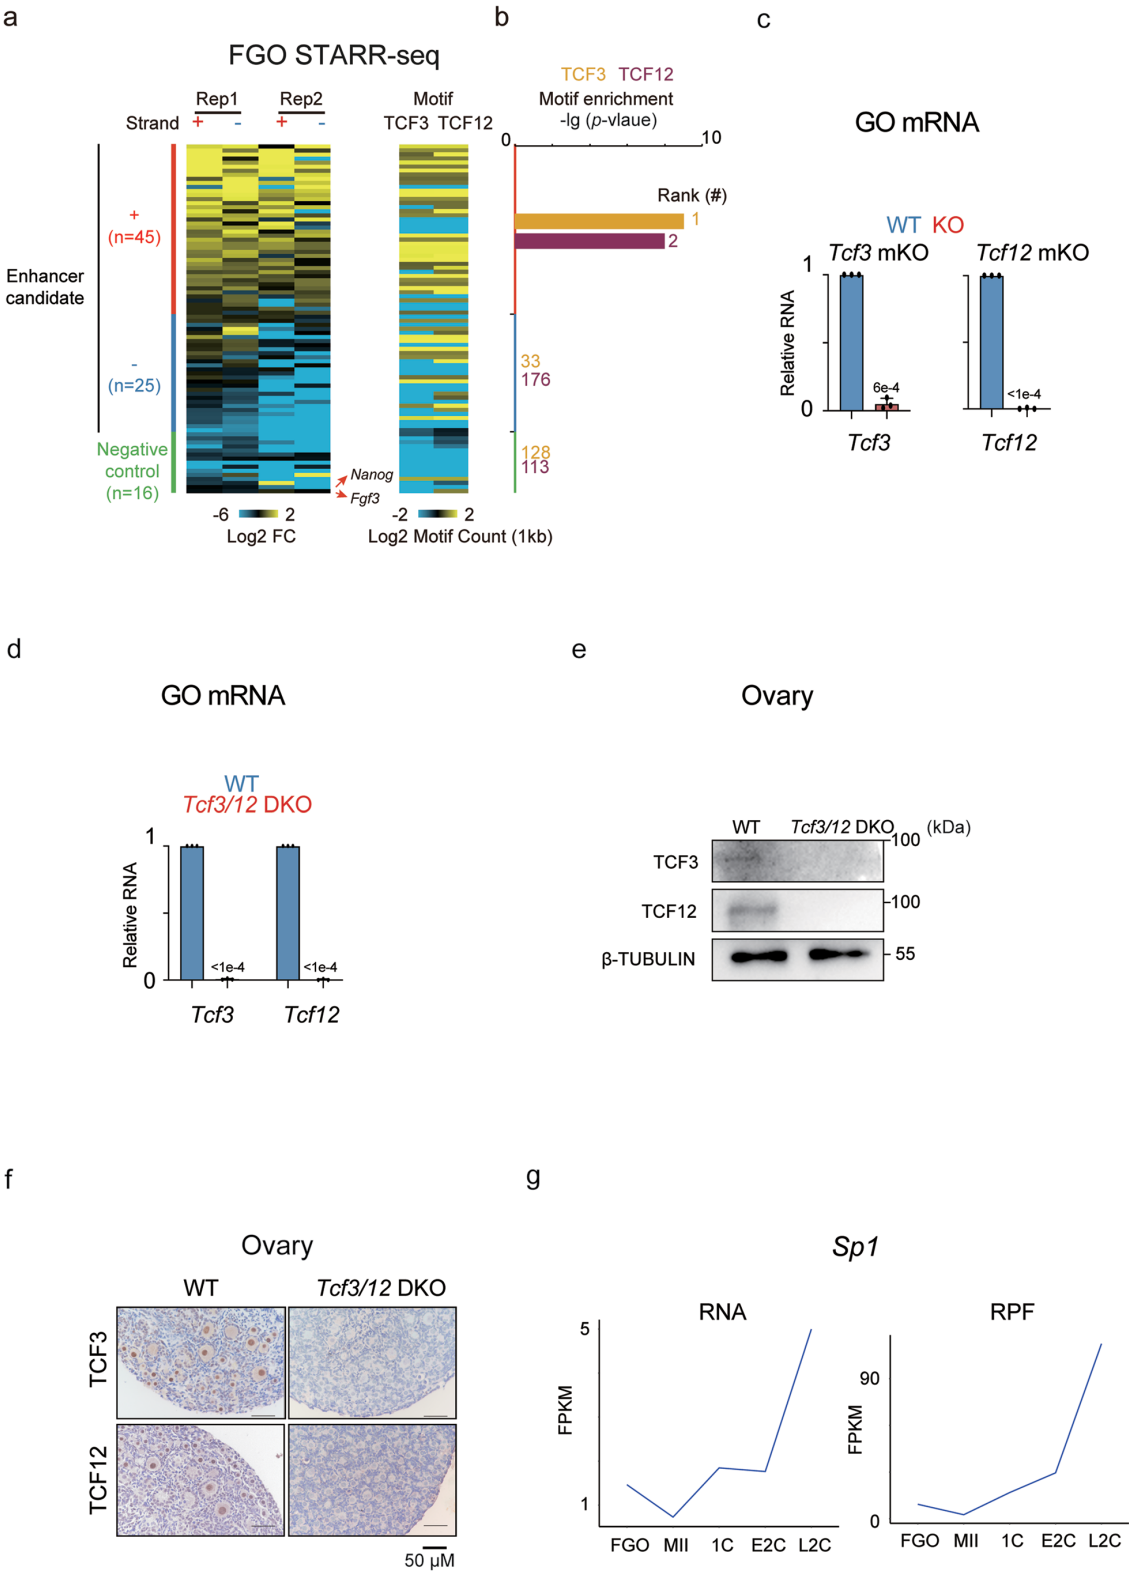 a
FGO STARR-seq
Rep1 Rep2 Motif
Strand + - + - TCF3 TCF12
Enhancer
candidate
+
(n=45)
-
(n=25)
Negative
control
(n=16)
Nanog
Fgf3
-6 2 -2 2
Log2 FC Log2 Motif Count (1kb)
b
TCF3 TCF12
Motif enrichment
-lg (p-vlaue)
0 10
Rank (#)
1
2
33
176
128
113
c
GO mRNA
WT KO
Tcf3 mKO Tcf12 mKO
1
Relative RNA
6e-4 <1e-4
0
Tcf3 Tcf12
d
GO mRNA
WT
Tcf3/12 DKO
1
Relative RNA
<1e-4 <1e-4
0
Tcf3 Tcf12
e
Ovary
WT Tcf3/12 DKO (kDa)
100
TCF3
100
TCF12
β-TUBULIN 55
f
Ovary
WT Tcf3/12 DKO
TCF3
TCF12
50 µM
g
Sp1
RNA RPF
5
FPKM
1
FGO MII 1C E2C L2C
90
FPKM
0
FGO MII 1C E2C L2C